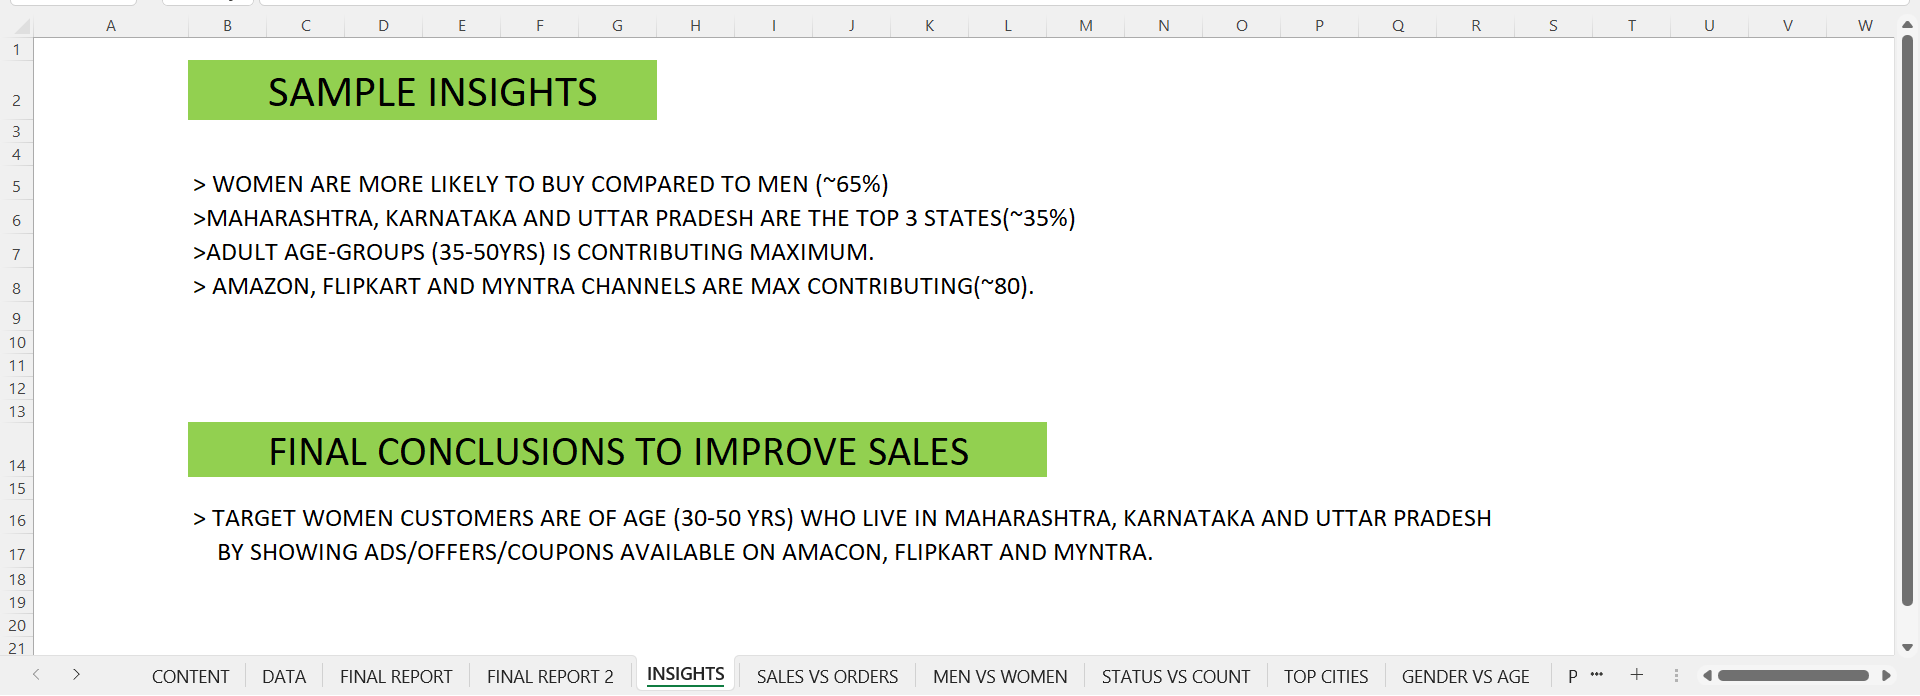 A B C D E F G H I J K L M N O P Q R S T U V W
1
2 SAMPLE INSIGHTS
3
4
5 > WOMEN ARE MORE LIKELY TO BUY COMPARED TO MEN (~65%)
6 >MAHARASHTRA, KARNATAKA AND UTTAR PRADESH ARE THE TOP 3 STATES(~35%)
7 >ADULT AGE-GROUPS (35-50YRS) IS CONTRIBUTING MAXIMUM.
8 > AMAZON, FLIPKART AND MYNTRA CHANNELS ARE MAX CONTRIBUTING(~80).
9
10
11
12
13
14 FINAL CONCLUSIONS TO IMPROVE SALES
15
16 > TARGET WOMEN CUSTOMERS ARE OF AGE (30-50 YRS) WHO LIVE IN MAHARASHTRA, KARNATAKA AND UTTAR PRADESH
17 BY SHOWING ADS/OFFERS/COUPONS AVAILABLE ON AMACON, FLIPKART AND MYNTRA.
18
19
20
21
CONTENT DATA FINAL REPORT FINAL REPORT 2 INSIGHTS SALES VS ORDERS MEN VS WOMEN STATUS VS COUNT TOP CITIES GENDER VS AGE P ...